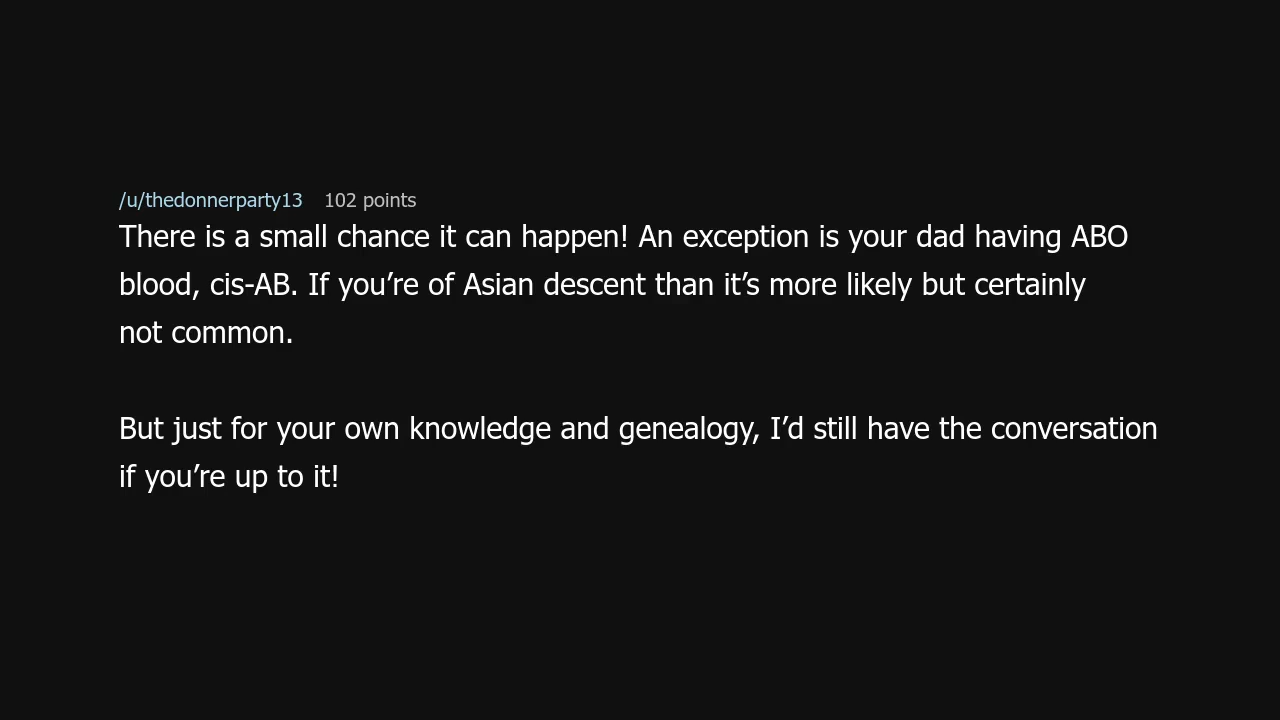 /u/thedonnerparty13 102 points
There is a small chance it can happen! An exception is your dad having ABO
blood, cis-AB. If you’re of Asian descent than it’s more likely but certainly
not common.
But just for your own knowledge and genealogy, I’d still have the conversation
if you’re up to it!